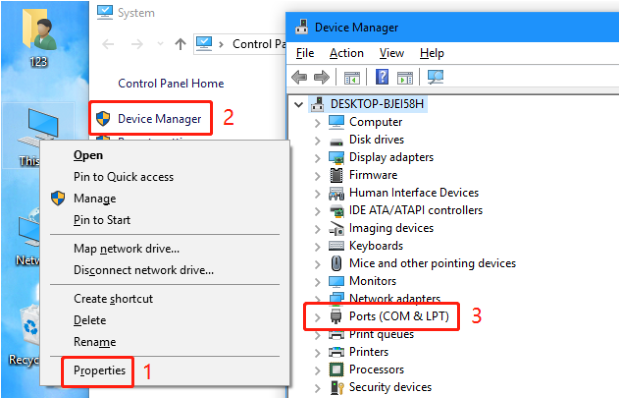 123
This
Netw
Recyc
System
Control Pa
Control Panel Home
Device Manager
2
Open
Pin to Quick access
Manage
Pin to Start
Map network drive...
Disconnect network drive...
Create shortcut
Delete
Rename
Properties
1
Device Manager
File Action View Help
DESKTOP-BJEI58H
Computer
Disk drives
Display adapters
Firmware
Human Interface Devices
IDE ATA/ATAPI controllers
Imaging devices
Keyboards
Mice and other pointing devices
Monitors
Network adapters
Ports (COM & LPT)
3
Print queues
Printers
Processors
Security devices